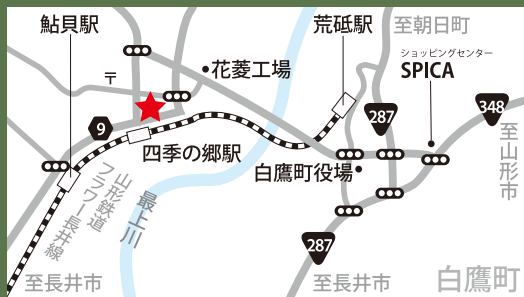 鮎貝駅
荒砥駅
至朝日町
〒
花菱工場
ショッピングセンター
SPICA
9
287
348
四季の郷駅
白鷹町役場
至山形市
山形鉄道
フラワー長井線
最上川
287
至長井市
至長井市
白鷹町